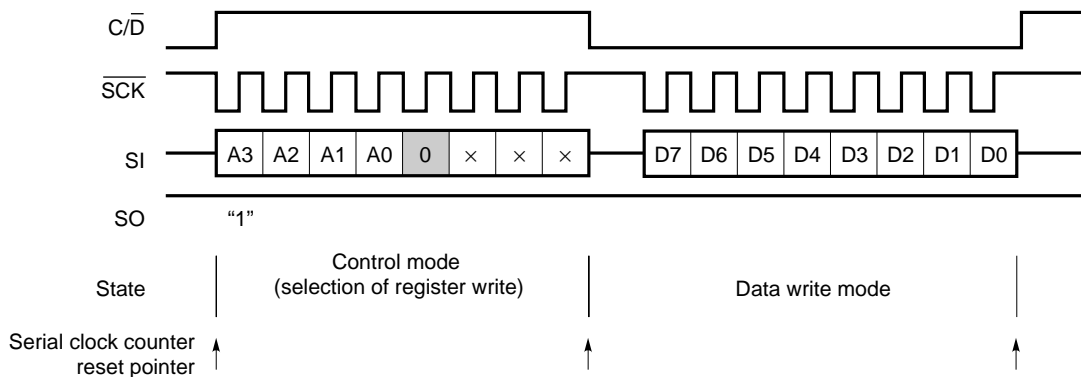 C/D̅
S̅C̅K̅
SI A3 A2 A1 A0 0 × × × D7 D6 D5 D4 D3 D2 D1 D0
SO “1”
Control mode
State (selection of register write) Data write mode
Serial clock counter
reset pointer